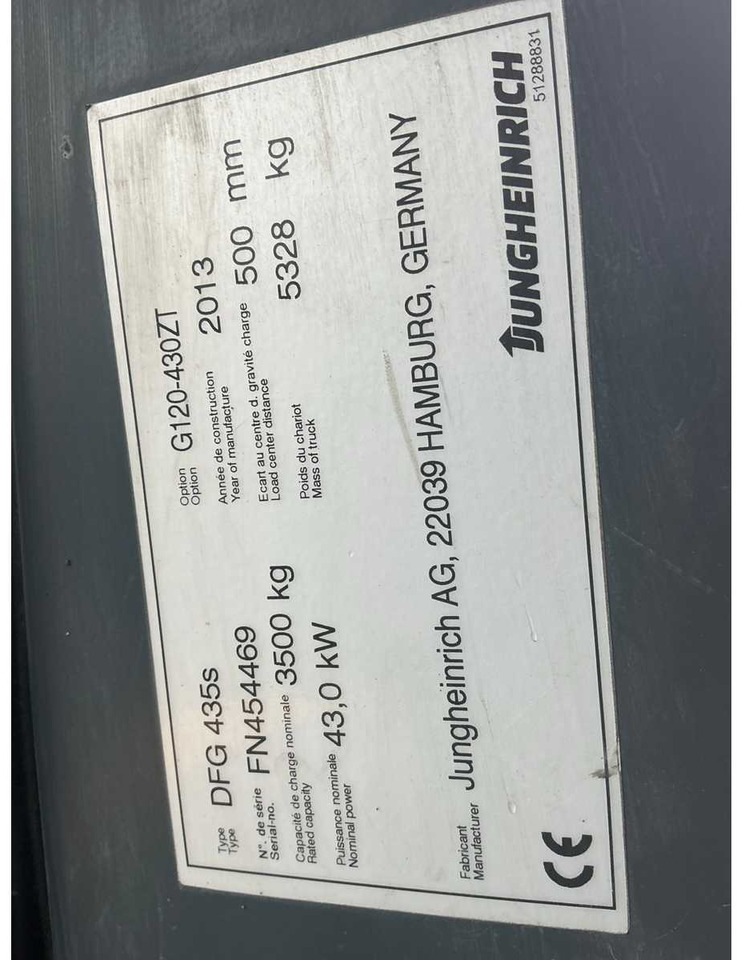 Type DFG 435s Option G120-430ZT
Type Option
N°. de série FN454469 Année de construction 2013
Serial-no. Year of manufacture
Capacité de charge nominale 3500 kg Ecart au centre d. gravité charge 500 mm
Rated capacity Load center distance
Puissance nominale 43,0 kW Poids du chariot 5328 kg
Nominal power Mass of truck
Fabricant Jungheinrich AG, 22039 HAMBURG, GERMANY
Manufacturer
CE JUNGHEINRICH
51288831